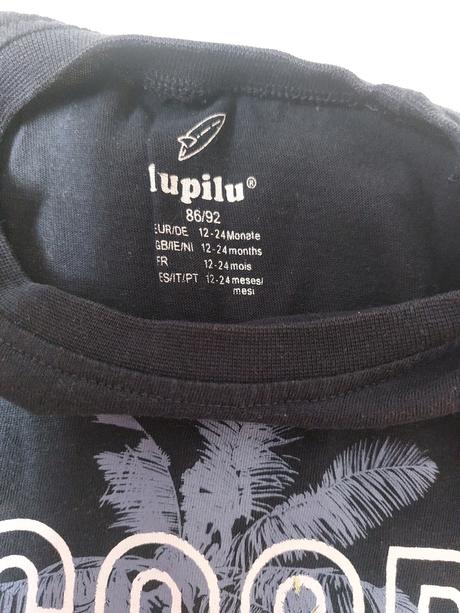 lupilu®
86/92
EUR/DE 12-24 Monate
GB/IE/NI 12-24 months
FR 12-24 mois
ES/IT/PT 12-24 meses/
mesi